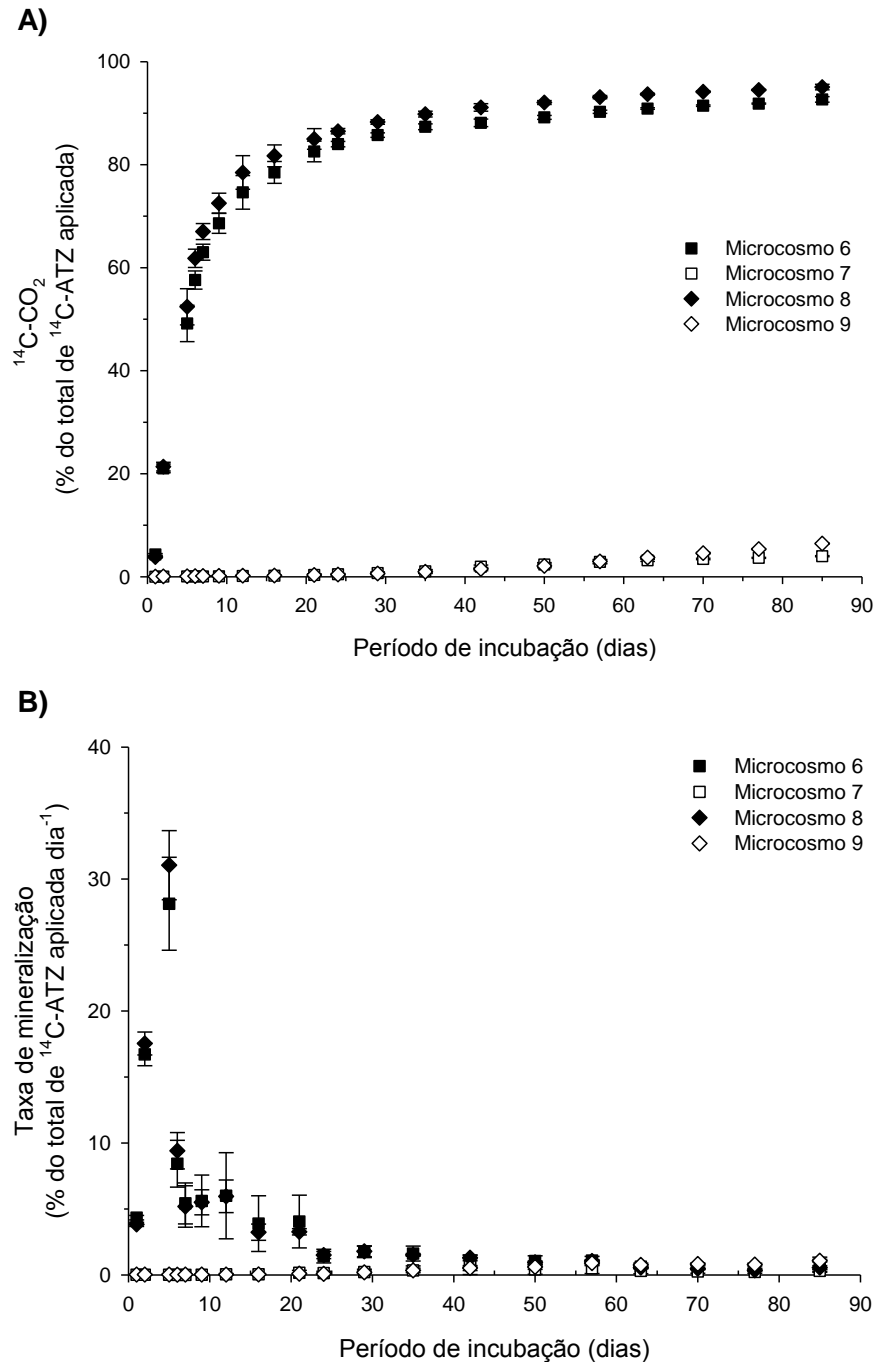 A)
100
80
60
40
20
0
¹⁴C-CO₂
(% do total de ¹⁴C-ATZ aplicada)
Microcosmo 6
Microcosmo 7
Microcosmo 8
Microcosmo 9
0 10 20 30 40 50 60 70 80 90
Período de incubação (dias)
B)
40
30
20
10
0
Taxa de mineralização
(% do total de ¹⁴C-ATZ aplicada dia⁻¹)
Microcosmo 6
Microcosmo 7
Microcosmo 8
Microcosmo 9
0 10 20 30 40 50 60 70 80 90
Período de incubação (dias)